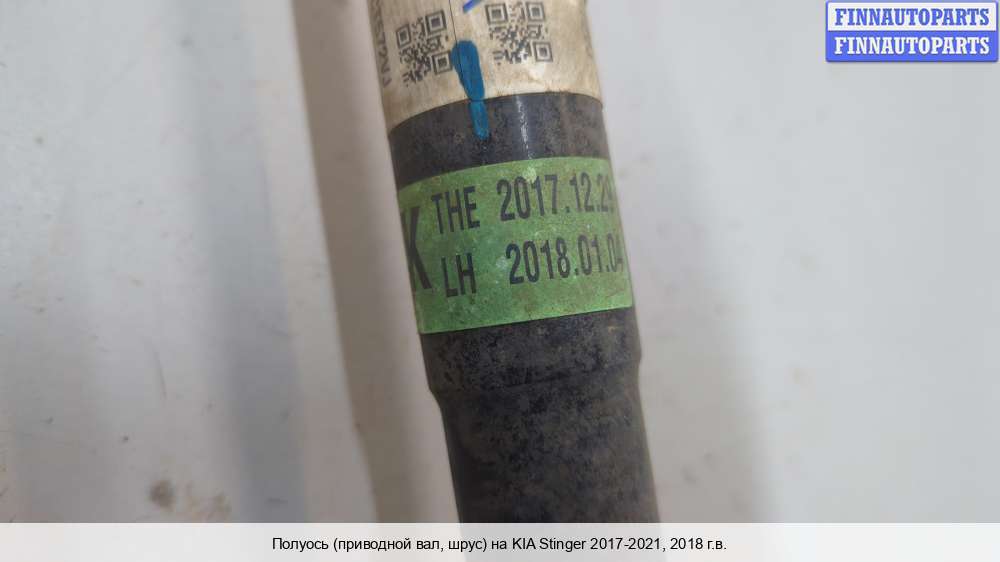 FINNAUTOPARTS
FINNAUTOPARTS
K
THE 2017.12.29
LH 2018.01.04
Полуось (приводной вал, шрус) на KIA Stinger 2017-2021, 2018 г.в.